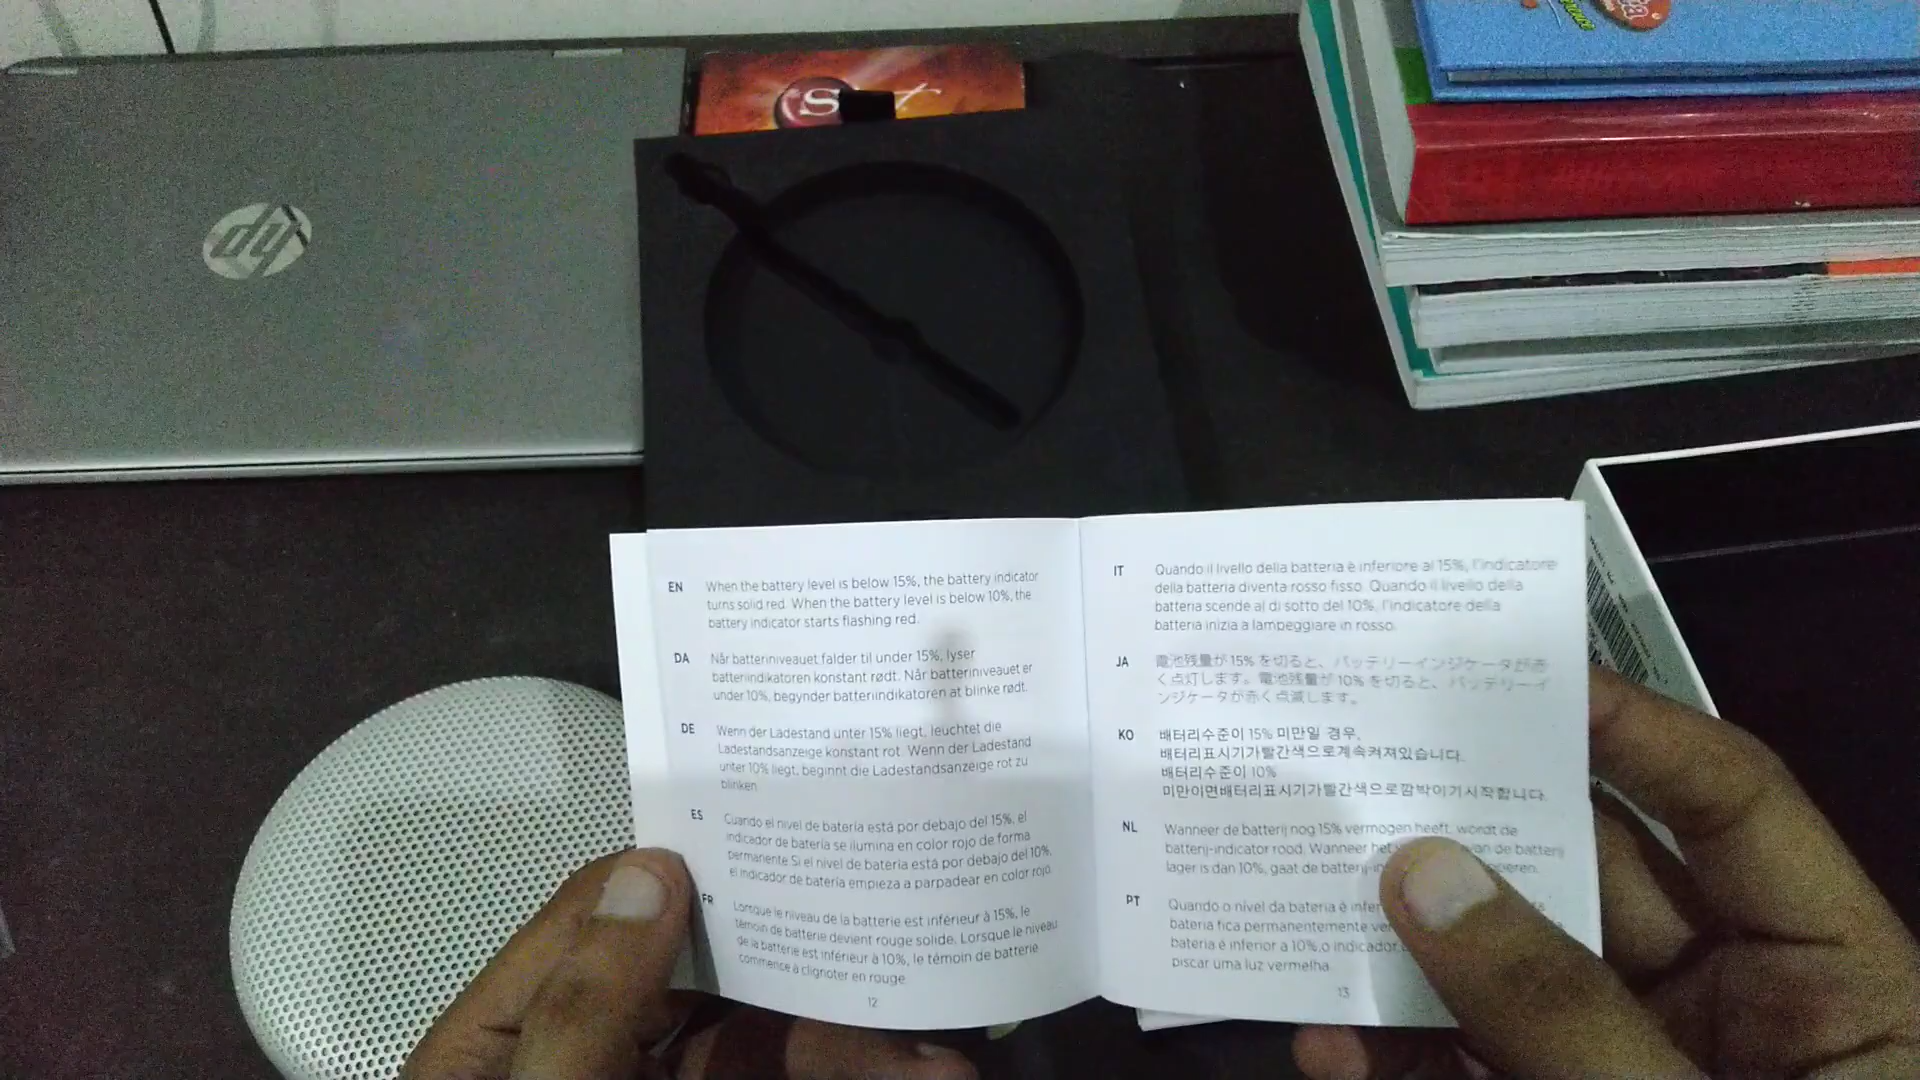 hp
EN
When the battery level is below 15%, the battery indicator
turns solid red. When the battery level is below 10%, the
battery indicator starts flashing red.
DA
Når batteriniveauet falder til under 15%, lyser
batteriindikatoren konstant rødt. Når batteriniveauet er
under 10%, begynder batteriindikatoren at blinke rødt.
DE
Wenn der Ladestand unter 15% liegt, leuchtet die
Ladestandsanzeige konstant rot. Wenn der Ladestand
unter 10% liegt, beginnt die Ladestandsanzeige rot zu
blinken
ES
Cuando el nivel de batería está por debajo del 15%, el
indicador de batería se ilumina en color rojo de forma
permanente.Si el nivel de batería está por debajo del 10%,
el indicador de batería empieza a parpadear en color rojo.
FR
Lorsque le niveau de la batterie est inférieur à 15%, le
témoin de batterie devient rouge solide. Lorsque le niveau
de la batterie est inférieur à 10%, le témoin de batterie
commence à clignoter en rouge
12
IT
Quando il livello della batteria è inferiore al 15%, l'indicatore
della batteria diventa rosso fisso. Quando il livello della
batteria scende al di sotto del 10%, l'indicatore della
batteria inizia a lampeggiare in rosso.
JA
電池残量が 15% を切ると、バッテリーインジケータが赤
く点灯します。電池残量が 10% を切ると、バッテリーイ
ンジケータが赤く点滅します。
KO
배터리수준이 15% 미만일 경우,
배터리표시기가빨간색으로계속켜져있습니다.
배터리수준이 10%
미만이면배터리표시기가빨간색으로깜박이기시작합니다.
NL
Wanneer de batterij nog 15% vermogen heeft, wordt de
batterij-indicator rood. Wanneer het van de batterij
lager is dan 10%, gaat de
PT
Quando o nível da bateria é
bateria fica permanentemente
bateria é inferior a 10%,o indicador
piscar uma luz vermelha.
13